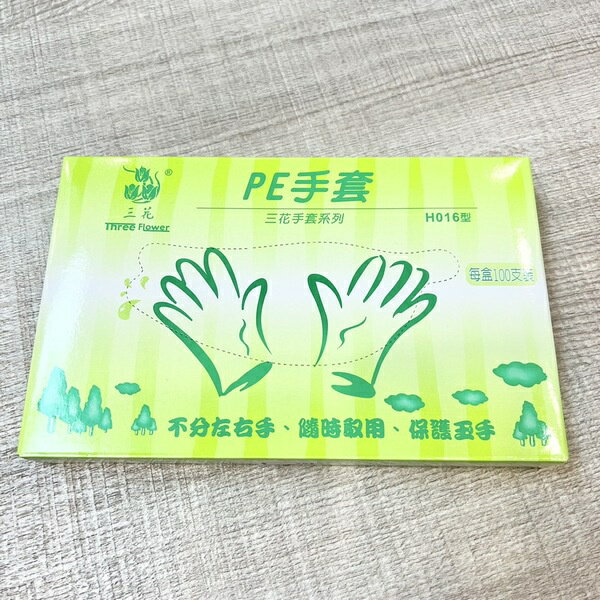 PE手套
®
三花
Three Flower
三花手套系列
H016型
每盒100支裝
不分左右手、隨時取用、保護玉手